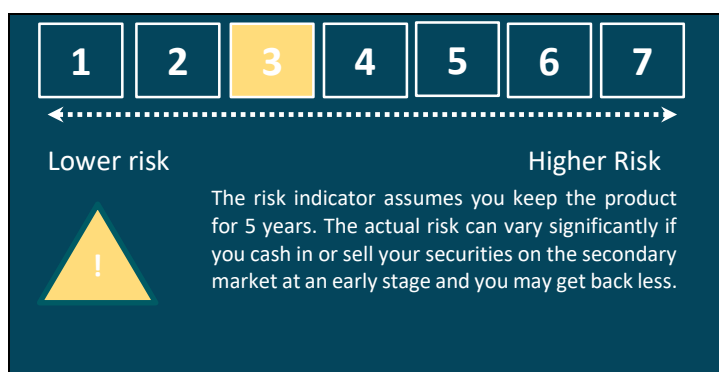 1 2 3 4 5 6 7
Lower risk Higher Risk
The risk indicator assumes you keep the product
for 5 years. The actual risk can vary significantly if
you cash in or sell your securities on the secondary
market at an early stage and you may get back less.
!